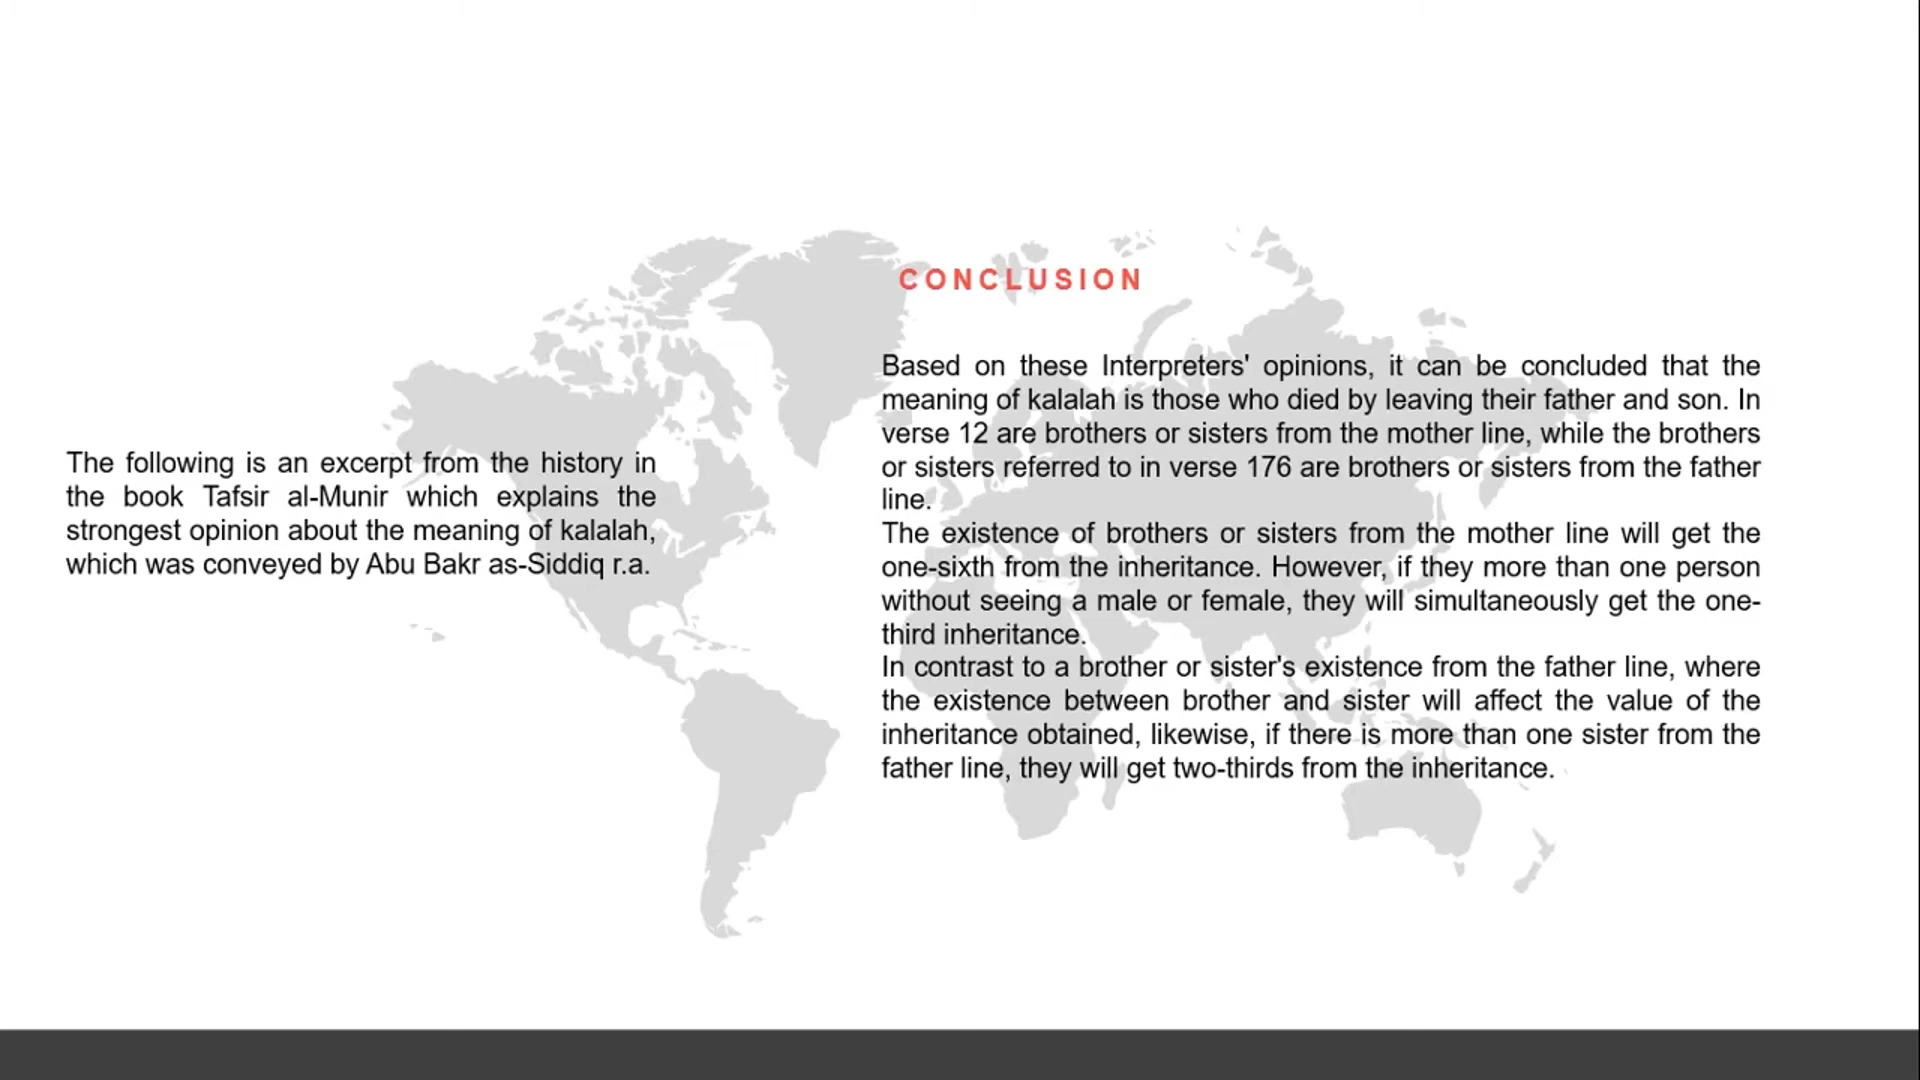 The following is an excerpt from the history in
the book Tafsir al-Munir which explains the
strongest opinion about the meaning of kalalah,
which was conveyed by Abu Bakr as-Siddiq r.a.
CONCLUSION
Based on these Interpreters' opinions, it can be concluded that the
meaning of kalalah is those who died by leaving their father and son. In
verse 12 are brothers or sisters from the mother line, while the brothers
or sisters referred to in verse 176 are brothers or sisters from the father
line.
The existence of brothers or sisters from the mother line will get the
one-sixth from the inheritance. However, if they more than one person
without seeing a male or female, they will simultaneously get the one-
third inheritance.
In contrast to a brother or sister's existence from the father line, where
the existence between brother and sister will affect the value of the
inheritance obtained, likewise, if there is more than one sister from the
father line, they will get two-thirds from the inheritance.